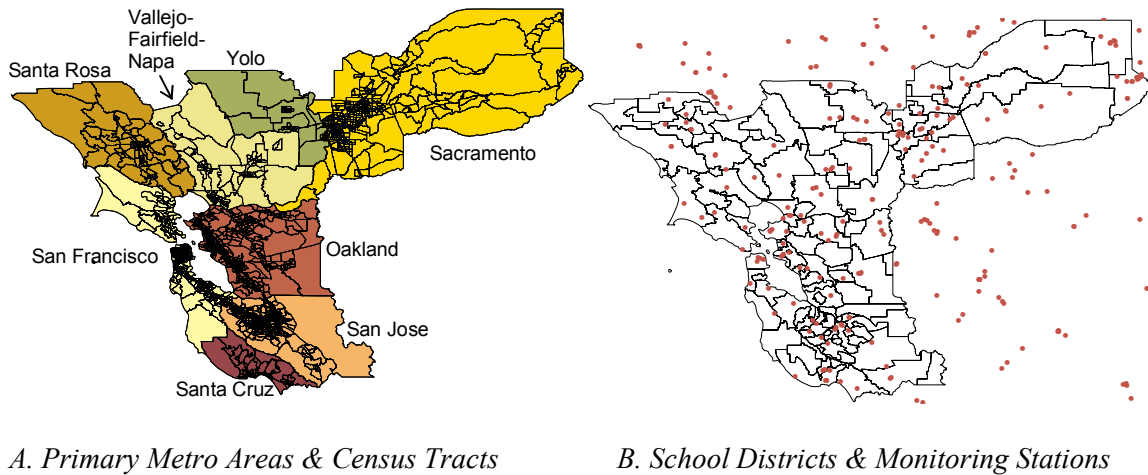 Vallejo-
Fairfield-
Napa
Yolo
Santa Rosa
Sacramento
San Francisco
Oakland
San Jose
Santa Cruz
A. Primary Metro Areas & Census Tracts
B. School Districts & Monitoring Stations